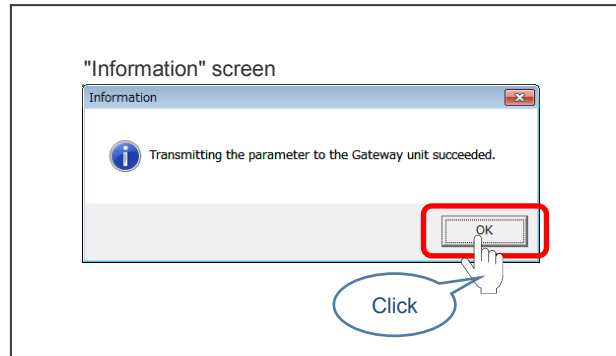 "Information" screen
Information
Transmitting the parameter to the Gateway unit succeeded.
OK
Click